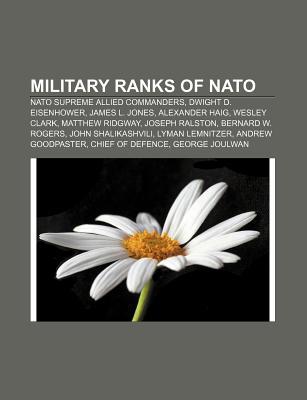 MILITARY RANKS OF NATO
NATO SUPREME ALLIED COMMANDERS, DWIGHT D.
EISENHOWER, JAMES L. JONES, ALEXANDER HAIG, WESLEY
CLARK, MATTHEW RIDGWAY, JOSEPH RALSTON, BERNARD W.
ROGERS, JOHN SHALIKASHVILI, LYMAN LEMNITZER, ANDREW
GOODPASTER, CHIEF OF DEFENCE, GEORGE JOULWAN